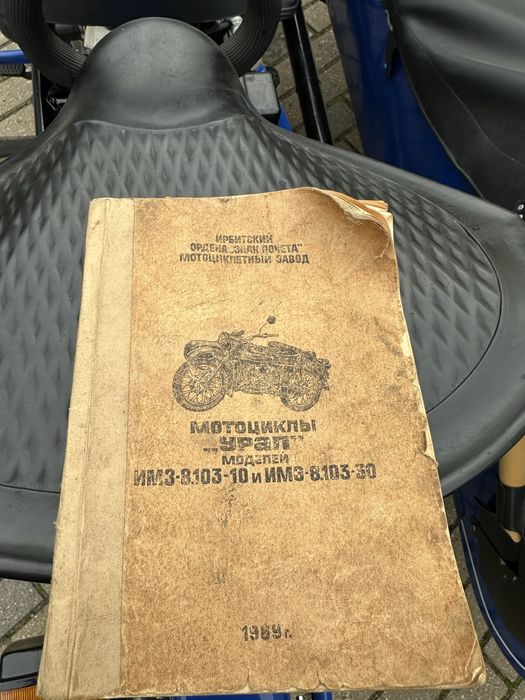 ИРБИТСКИЙ
ОРДЕНА „ЗНАК ПОЧЕТА"
МОТОЦИКЛЕТНЫЙ ЗАВОД
МОТОЦИКЛЫ
„УРАЛ"
МОДЕЛЕЙ
ИМЗ-8.103-10 и ИМЗ-8.103-30
1989 г.